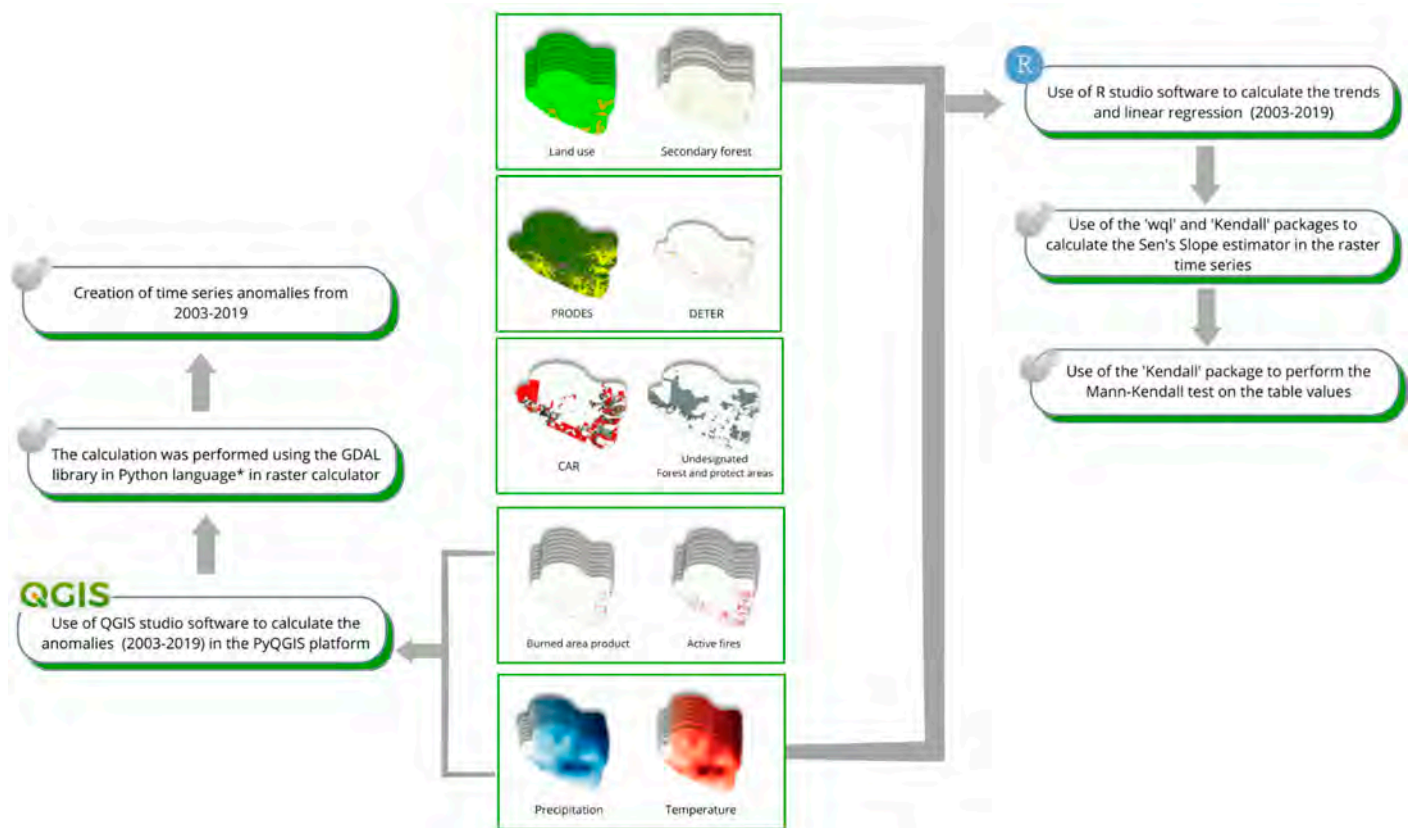 Land use
Secondary forest
PRODES
DETER
CAR
Undesignated
Forest and protect areas
Burned area product
Active fires
Precipitation
Temperature
Creation of time series anomalies from
2003-2019
The calculation was performed using the GDAL
library in Python language* in raster calculator
QGIS
Use of QGIS studio software to calculate the
anomalies (2003-2019) in the PyQGIS platform
R
Use of R studio software to calculate the trends
and linear regression (2003-2019)
Use of the 'wql' and 'Kendall' packages to
calculate the Sen's Slope estimator in the raster
time series
Use of the 'Kendall' package to perform the
Mann-Kendall test on the table values